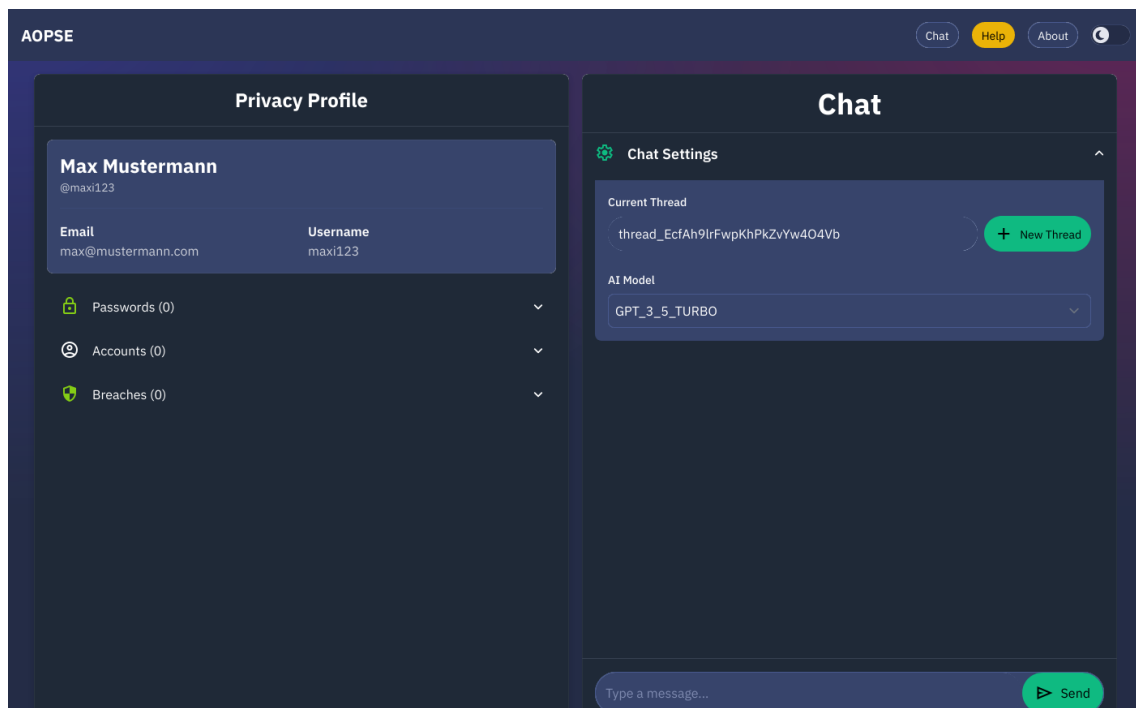 AOPSE
Chat
Help
About
Privacy Profile
Max Mustermann
@maxi123
Email
Username
max@mustermann.com
maxi123
Passwords (0)
Accounts (0)
Breaches (0)
Chat
Chat Settings
Current Thread
thread_EcfAh9lrFwpKhPkZvYw4O4Vb
New Thread
AI Model
GPT_3_5_TURBO
Type a message...
Send